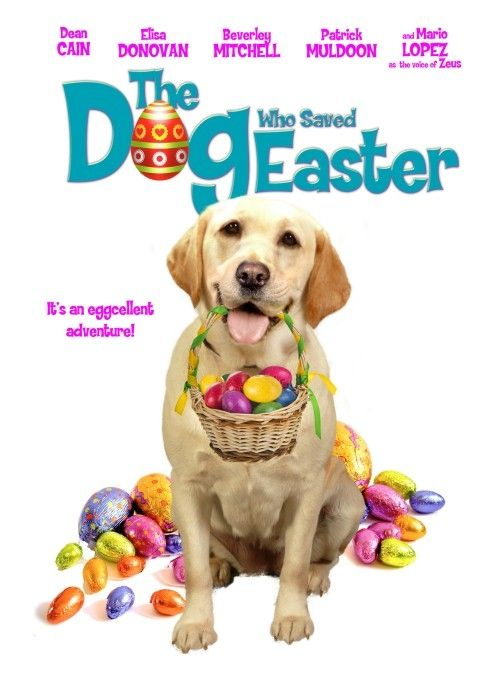 Dean Elisa Beverley Patrick and Mario
CAIN DONOVAN MITCHELL MULDOON LOPEZ
as the voice of Zeus
The
Who Saved
Dog Easter
It's an eggcellent
adventure!